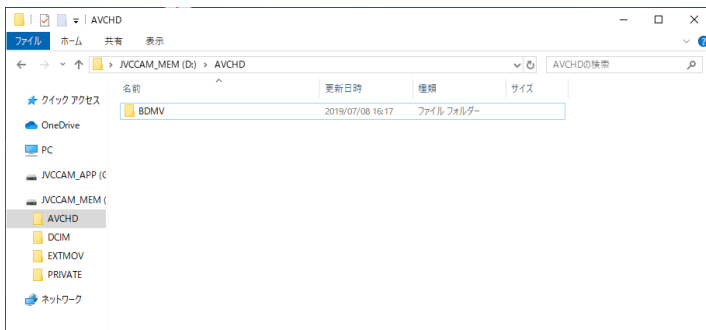 AVCHD
ファイル ホーム 共有 表示
JVCCAM_MEM (D:) > AVCHD
AVCHDの検索
名前 更新日時 種類 サイズ
BDMV 2019/07/08 16:17 ファイル フォルダー
クイック アクセス
OneDrive
PC
JVCCAM_APP (
JVCCAM_MEM (
AVCHD
DCIM
EXTMOV
PRIVATE
ネットワーク